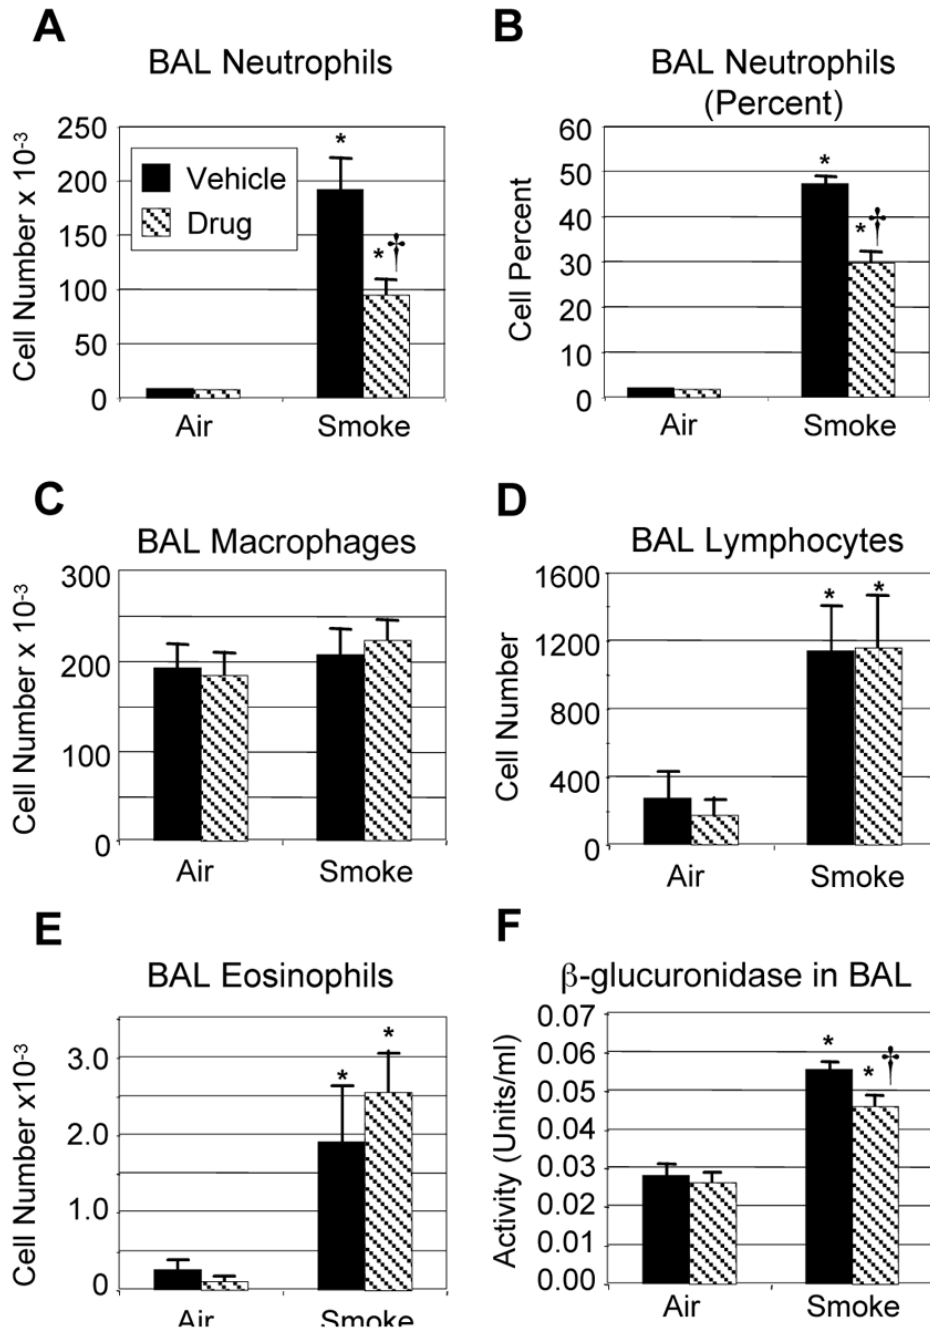 A
BAL Neutrophils
Cell Number x 10-3
250
200
150
100
50
0
Vehicle
Drug
*
*†
Air
Smoke
B
BAL Neutrophils
(Percent)
Cell Percent
60
50
40
30
20
10
0
*
*†
Air
Smoke
C
BAL Macrophages
Cell Number x 10-3
300
200
100
0
Air
Smoke
D
BAL Lymphocytes
Cell Number
1600
1200
800
400
0
*
*
Air
Smoke
E
BAL Eosinophils
Cell Number x10-3
3.0
2.0
1.0
0
*
*
Air
Smoke
F
β-glucuronidase in BAL
Activity (Units/ml)
0.07
0.06
0.05
0.04
0.03
0.02
0.01
0.00
*
*†
Air
Smoke